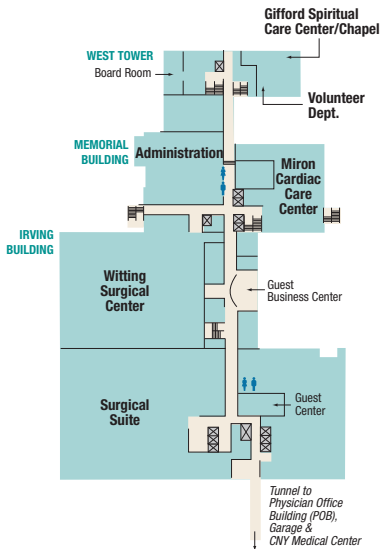 Gifford Spiritual
Care Center/Chapel
WEST TOWER
Board Room
Volunteer
Dept.
MEMORIAL
BUILDING
Administration
Miron
Cardiac
Care
Center
IRVING
BUILDING
Witting
Surgical
Center
Guest
Business Center
Surgical
Suite
Guest
Center
Tunnel to
Physician Office
Building (POB),
Garage &
CNY Medical Center